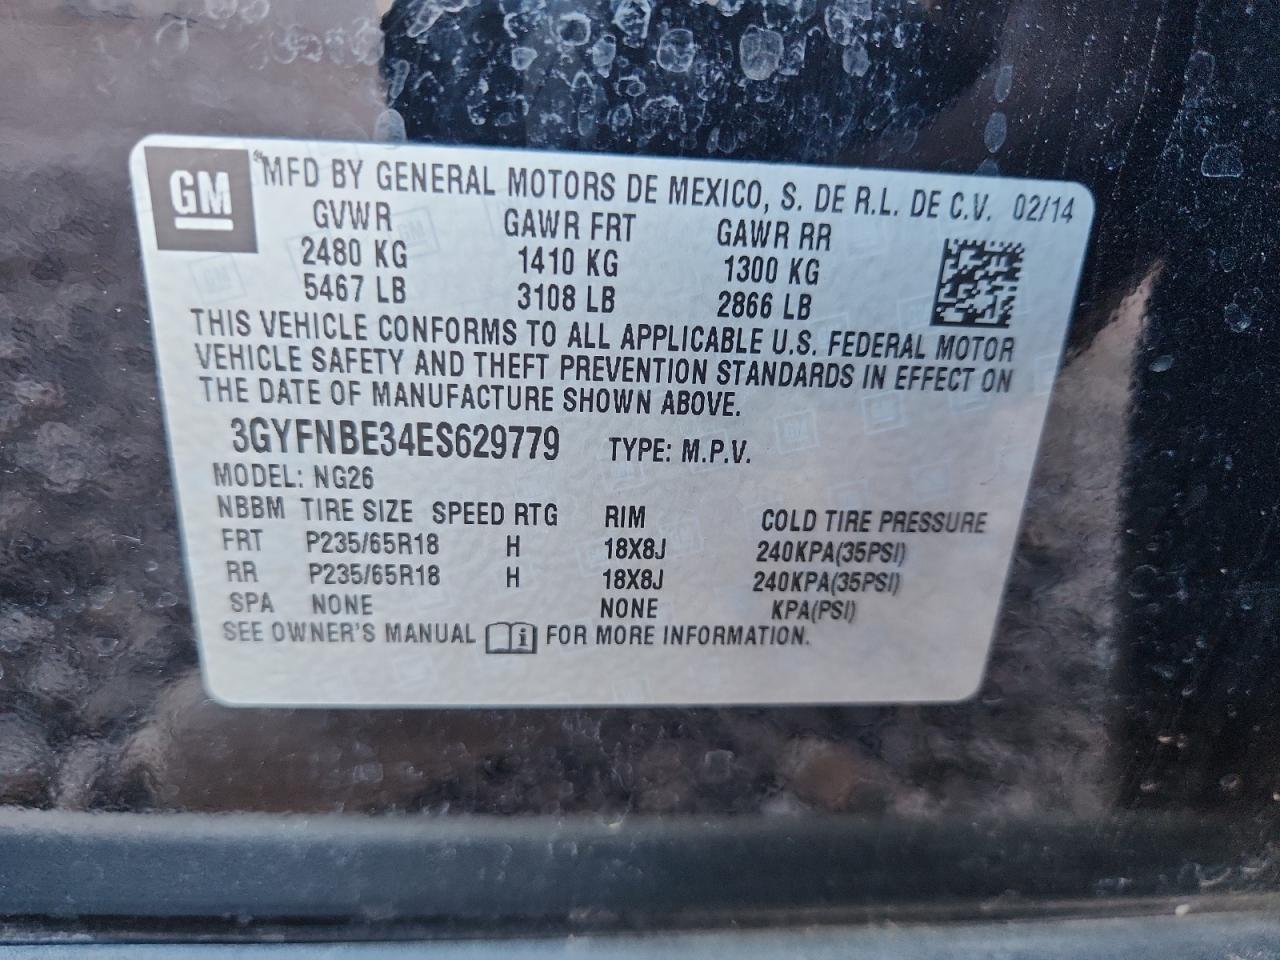 GM
MFD BY GENERAL MOTORS DE MEXICO, S. DE R.L. DE C.V. 02/14
GVWR GAWR FRT GAWR RR
2480 KG 1410 KG 1300 KG
5467 LB 3108 LB 2866 LB
THIS VEHICLE CONFORMS TO ALL APPLICABLE U.S. FEDERAL MOTOR
VEHICLE SAFETY AND THEFT PREVENTION STANDARDS IN EFFECT ON
THE DATE OF MANUFACTURE SHOWN ABOVE.
3GYFNBE34ES629779 TYPE: M.P.V.
MODEL: NG26
NBBM TIRE SIZE SPEED RTG RIM COLD TIRE PRESSURE
FRT P235/65R18 H 18X8J 240KPA(35PSI)
RR P235/65R18 H 18X8J 240KPA(35PSI)
SPA NONE NONE KPA(PSI)
SEE OWNER'S MANUAL i FOR MORE INFORMATION.